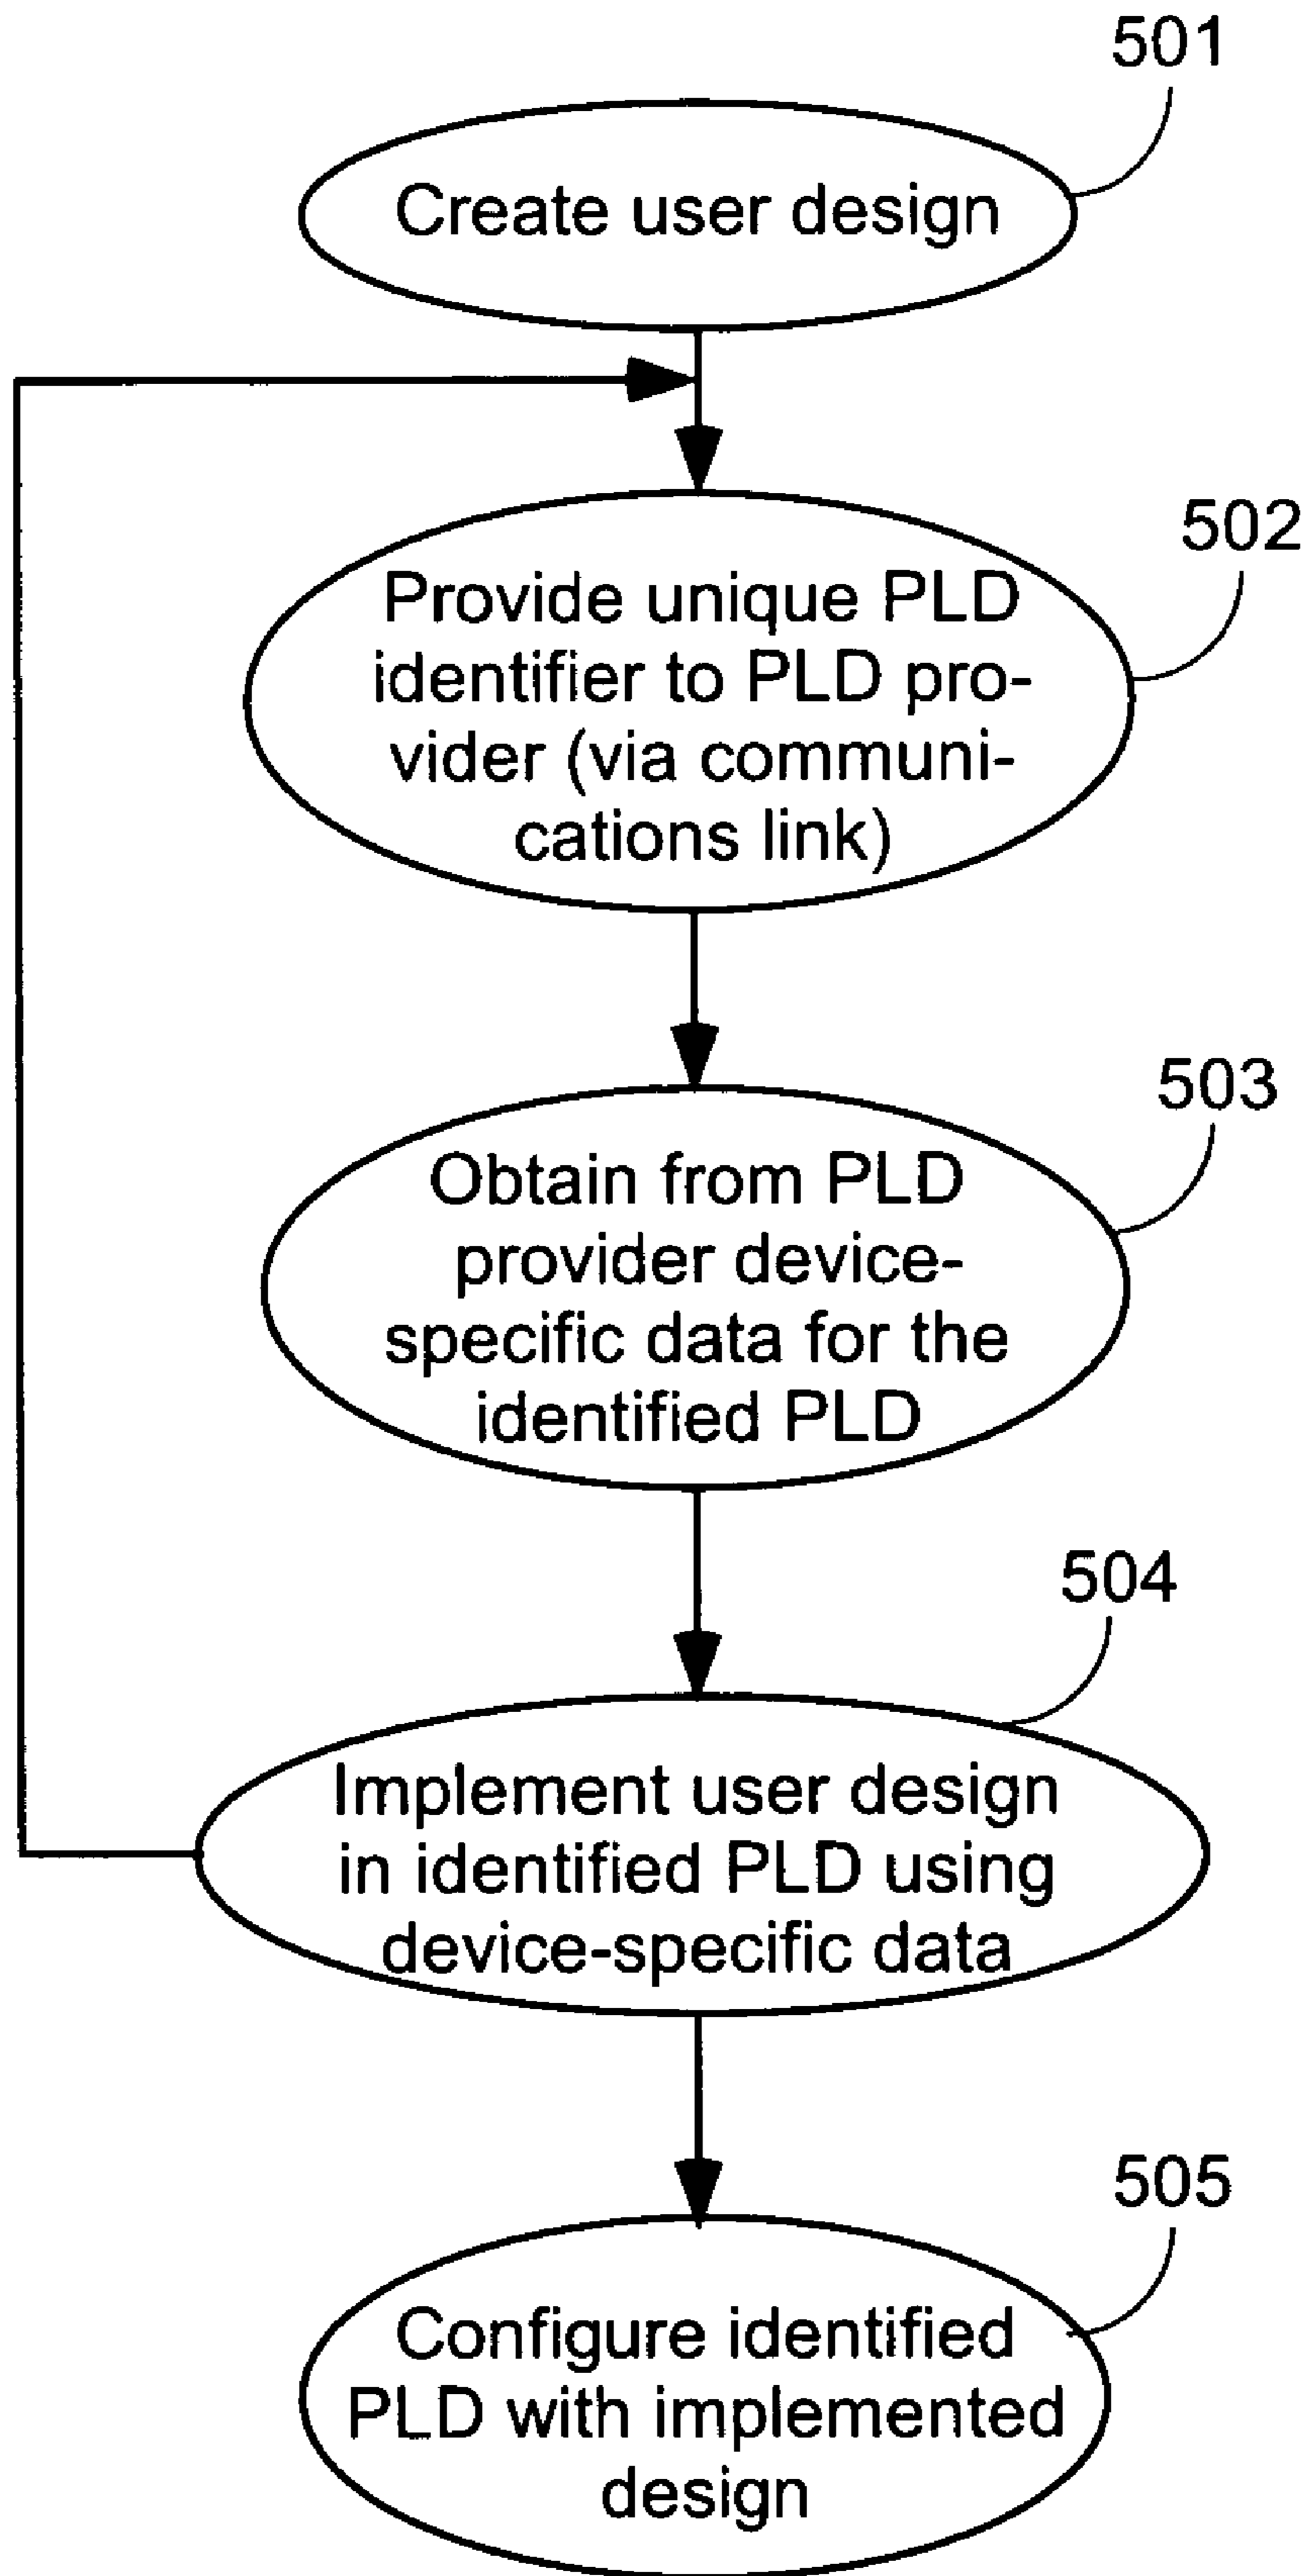 501
Create user design
502
Provide unique PLD
identifier to PLD pro-
vider (via communi-
cations link)
503
Obtain from PLD
provider device-
specific data for the
identified PLD
504
Implement user design
in identified PLD using
device-specific data
505
Configure identified
PLD with implemented
design